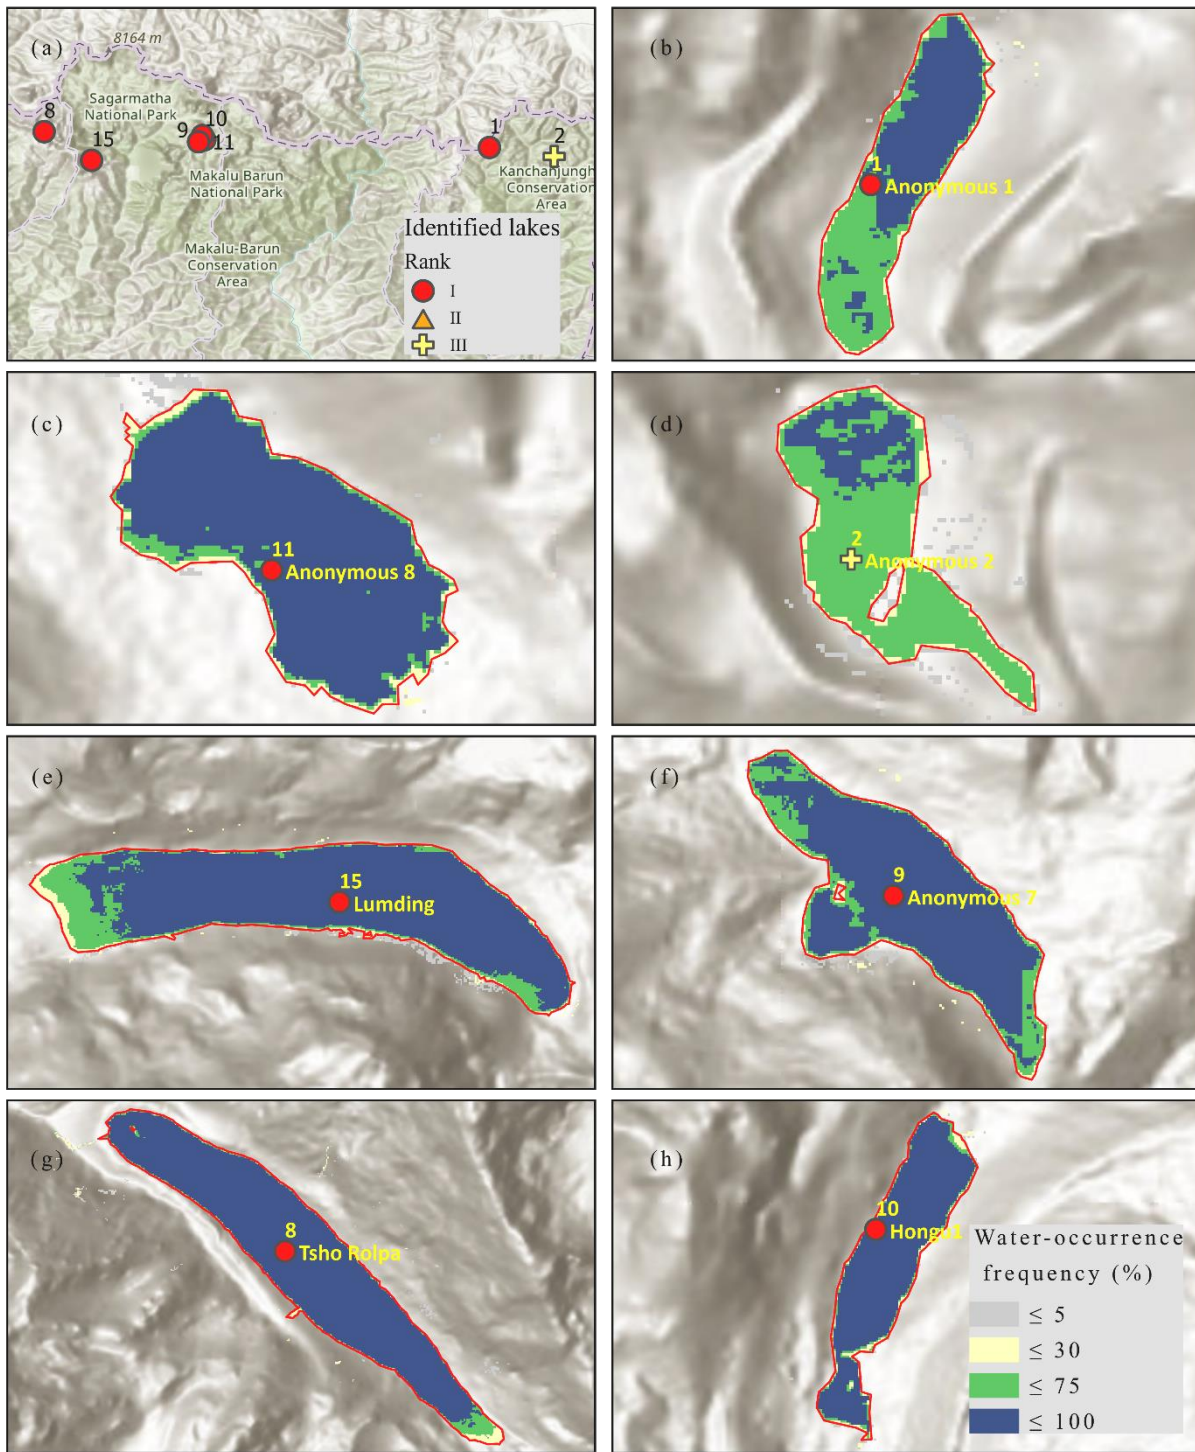 (a)
8164 m
Sagarmatha
National Park
8
15
10
9
11
1
2
Makalu Barun
National Park
Kanchanjungh
Conservation
Area
Makalu-Barun
Conservation
Area
Identified lakes
Rank
I
II
III
(b)
1
Anonymous 1
(c)
11
Anonymous 8
(d)
2
Anonymous 2
(e)
15
Lumding
(f)
9
Anonymous 7
(g)
8
Tsho Rolpa
(h)
10
Hongu1
Water-occurrence
frequency (%)
≤ 5
≤ 30
≤ 75
≤ 100